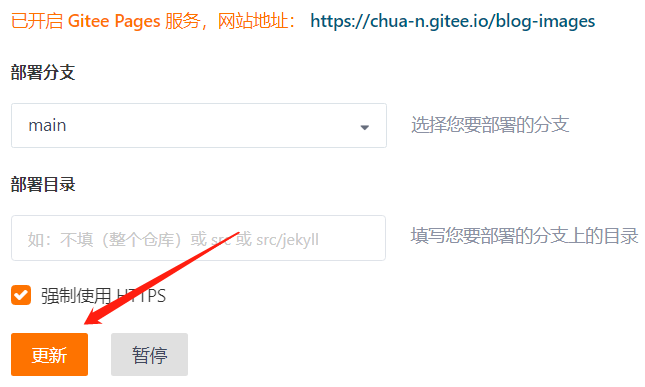 已开启 Gitee Pages 服务，网站地址： https://chua-n.gitee.io/blog-images
部署分支
main
选择您要部署的分支
部署目录
如：不填（整个仓库）或 src 或 src/jekyll
填写您要部署的分支上的目录
强制使用 HTTPS
更新 暂停